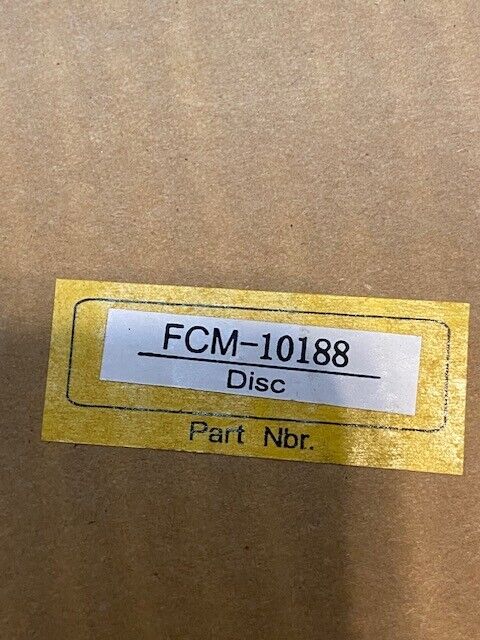 FCM-10188
Disc
Part Nbr.